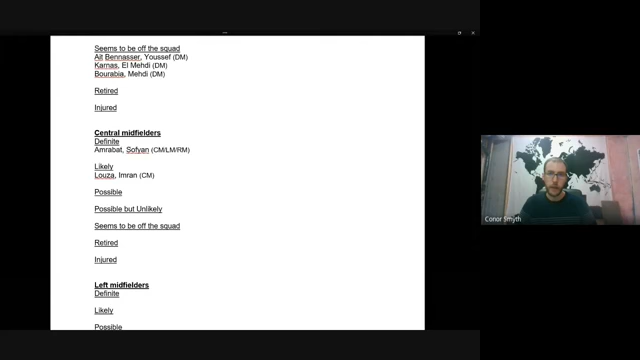 Seems to be off the squad
Ait Bennasser, Youssef (DM)
Karnas, El Mehdi (DM)
Bourabia, Mehdi (DM)
Retired
Injured
Central midfielders
Definite
Amrabat, Sofyan (CM/LM/RM)
Likely
Louza, Imran (CM)
Possible
Possible but Unlikely
Seems to be off the squad
Retired
Injured
Left midfielders
Definite
Likely
Possible
Conor Smyth